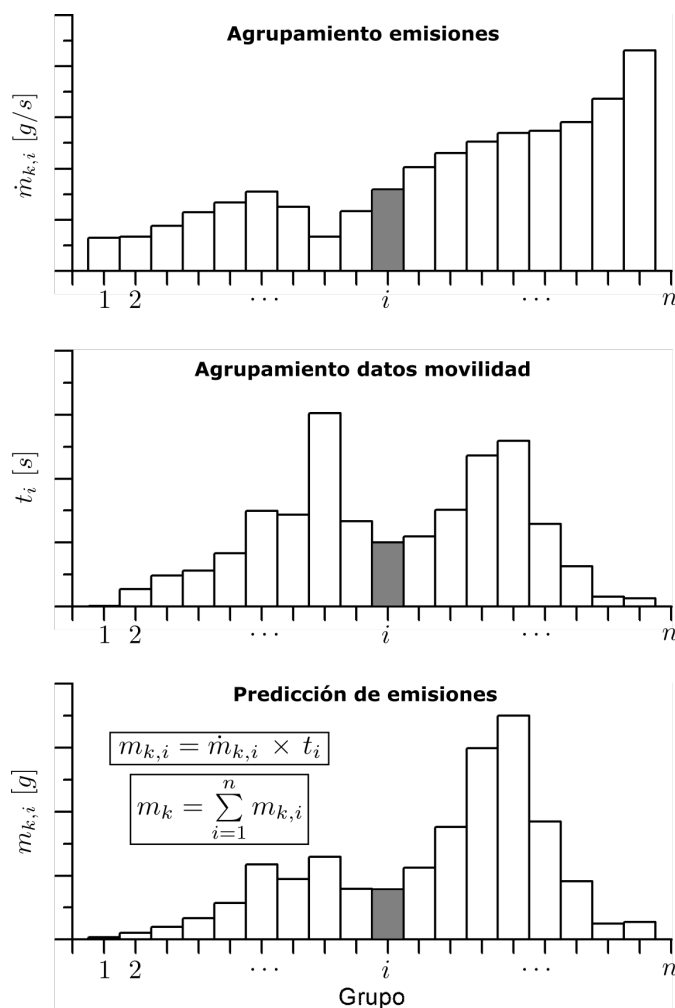 Agrupamiento emisiones
ṁ_{k,i} [g/s]
1 2 ··· i ··· n
Agrupamiento datos movilidad
t_i [s]
1 2 ··· i ··· n
Predicción de emisiones
m_{k,i} = ṁ_{k,i} × t_i
m_k = ∑_{i=1}^{n} m_{k,i}
m_{k,i} [g]
1 2 ··· i ··· n
Grupo